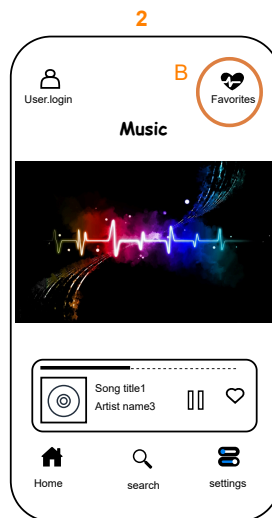 2
B
User.login
Favorites
Music
Song title1
Artist name3
Home
search
settings